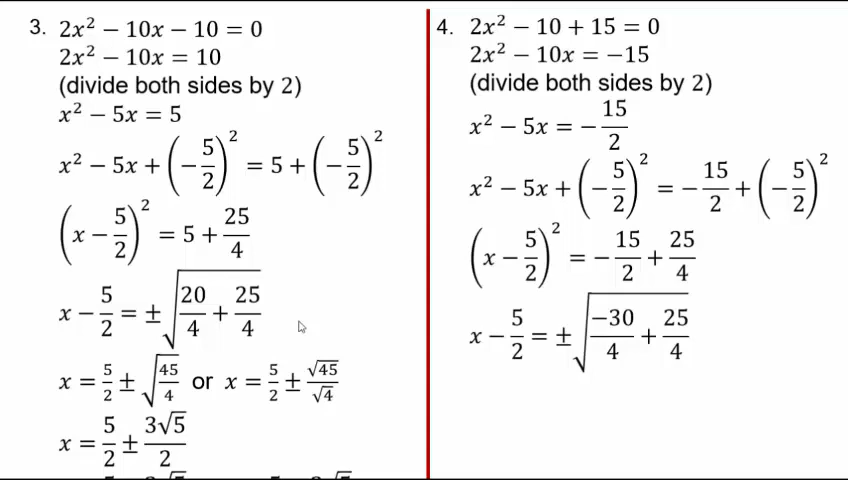 3. 2x² − 10x − 10 = 0
2x² − 10x = 10
(divide both sides by 2)
x² − 5x = 5
x² − 5x + (−5/2)² = 5 + (−5/2)²
(x − 5/2)² = 5 + 25/4
x − 5/2 = ±√(20/4 + 25/4)
x = 5/2 ± √(45/4) or x = 5/2 ± √45/√4
x = 5/2 ± 3√5/2
4. 2x² − 10 + 15 = 0
2x² − 10x = −15
(divide both sides by 2)
x² − 5x = −15/2
x² − 5x + (−5/2)² = −15/2 + (−5/2)²
(x − 5/2)² = −15/2 + 25/4
x − 5/2 = ±√(−30/4 + 25/4)